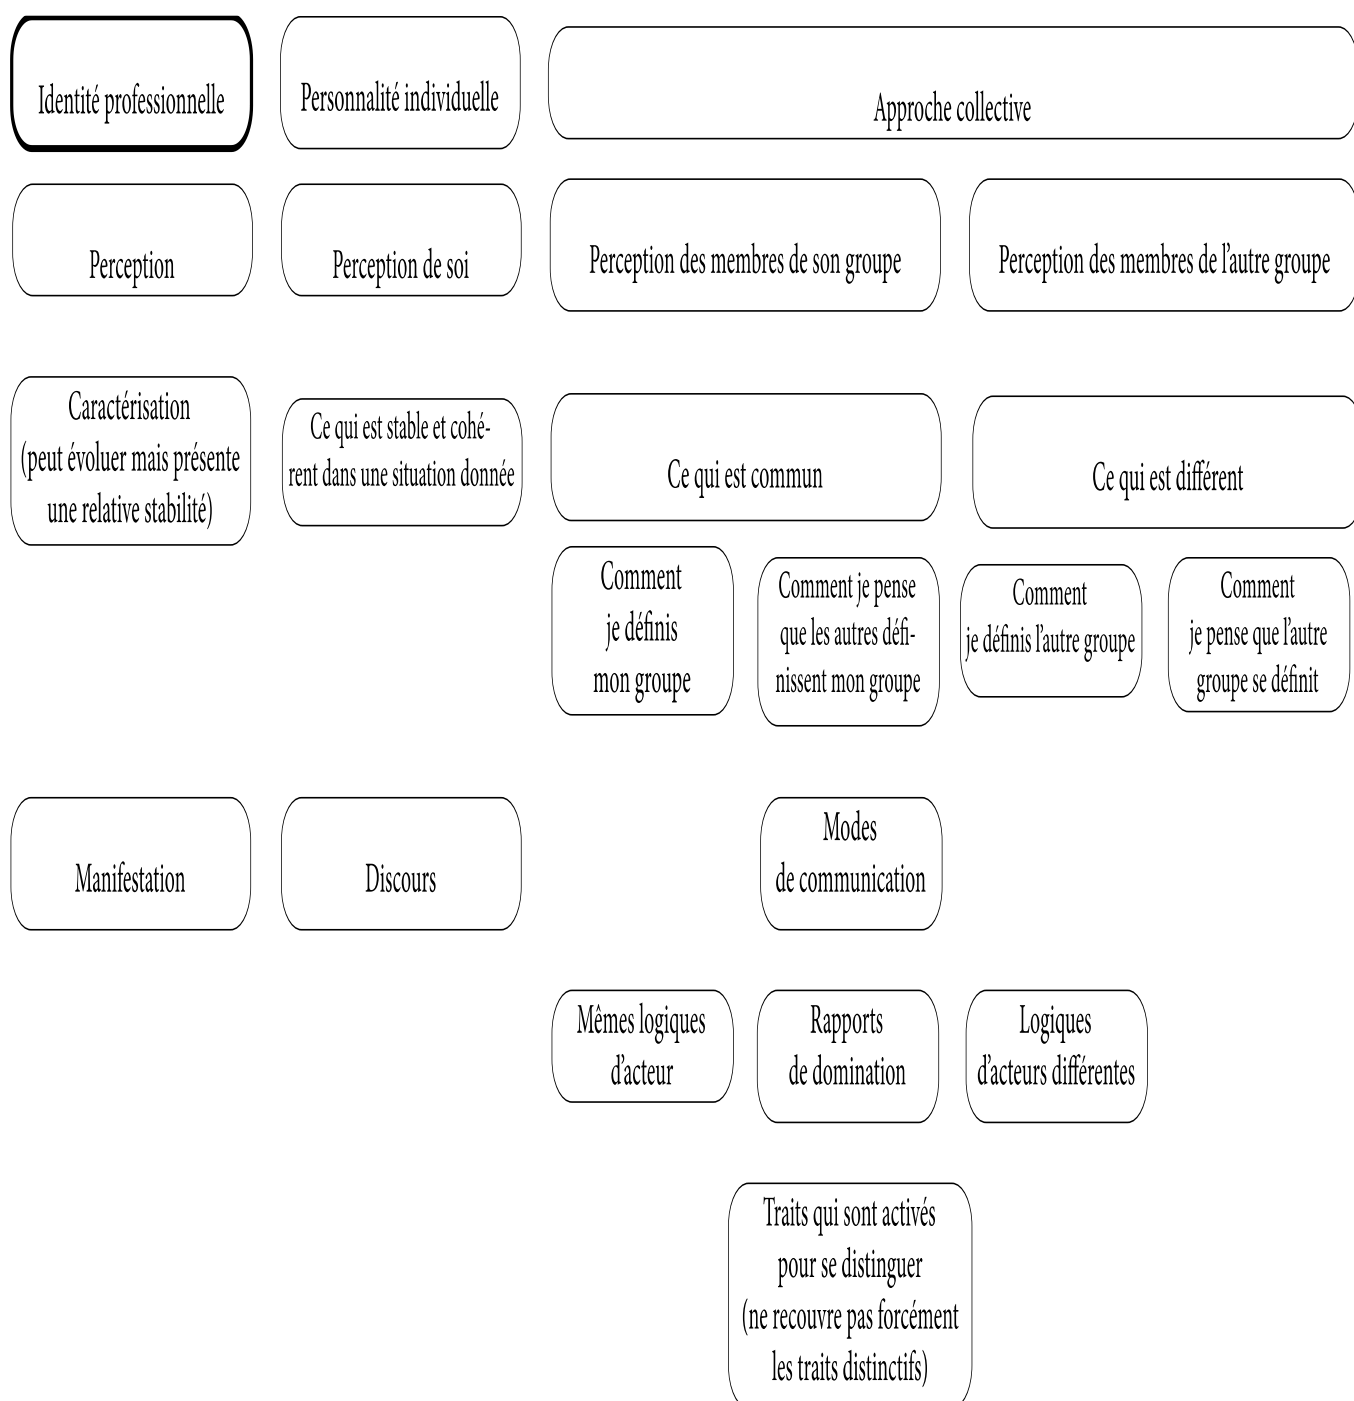 Identité professionnelle
Personnalité individuelle
Approche collective
Perception
Perception de soi
Perception des membres de son groupe
Perception des membres de l’autre groupe
Caractérisation
(peut évoluer mais présente
une relative stabilité)
Ce qui est stable et cohé-
rent dans une situation donnée
Ce qui est commun
Ce qui est différent
Comment
je définis
mon groupe
Comment je pense
que les autres défi-
nissent mon groupe
Comment
je définis l’autre groupe
Comment
je pense que l’autre
groupe se définit
Manifestation
Discours
Modes
de communication
Mêmes logiques
d’acteur
Rapports
de domination
Logiques
d’acteurs différentes
Traits qui sont activés
pour se distinguer
(ne recouvre pas forcément
les traits distinctifs)